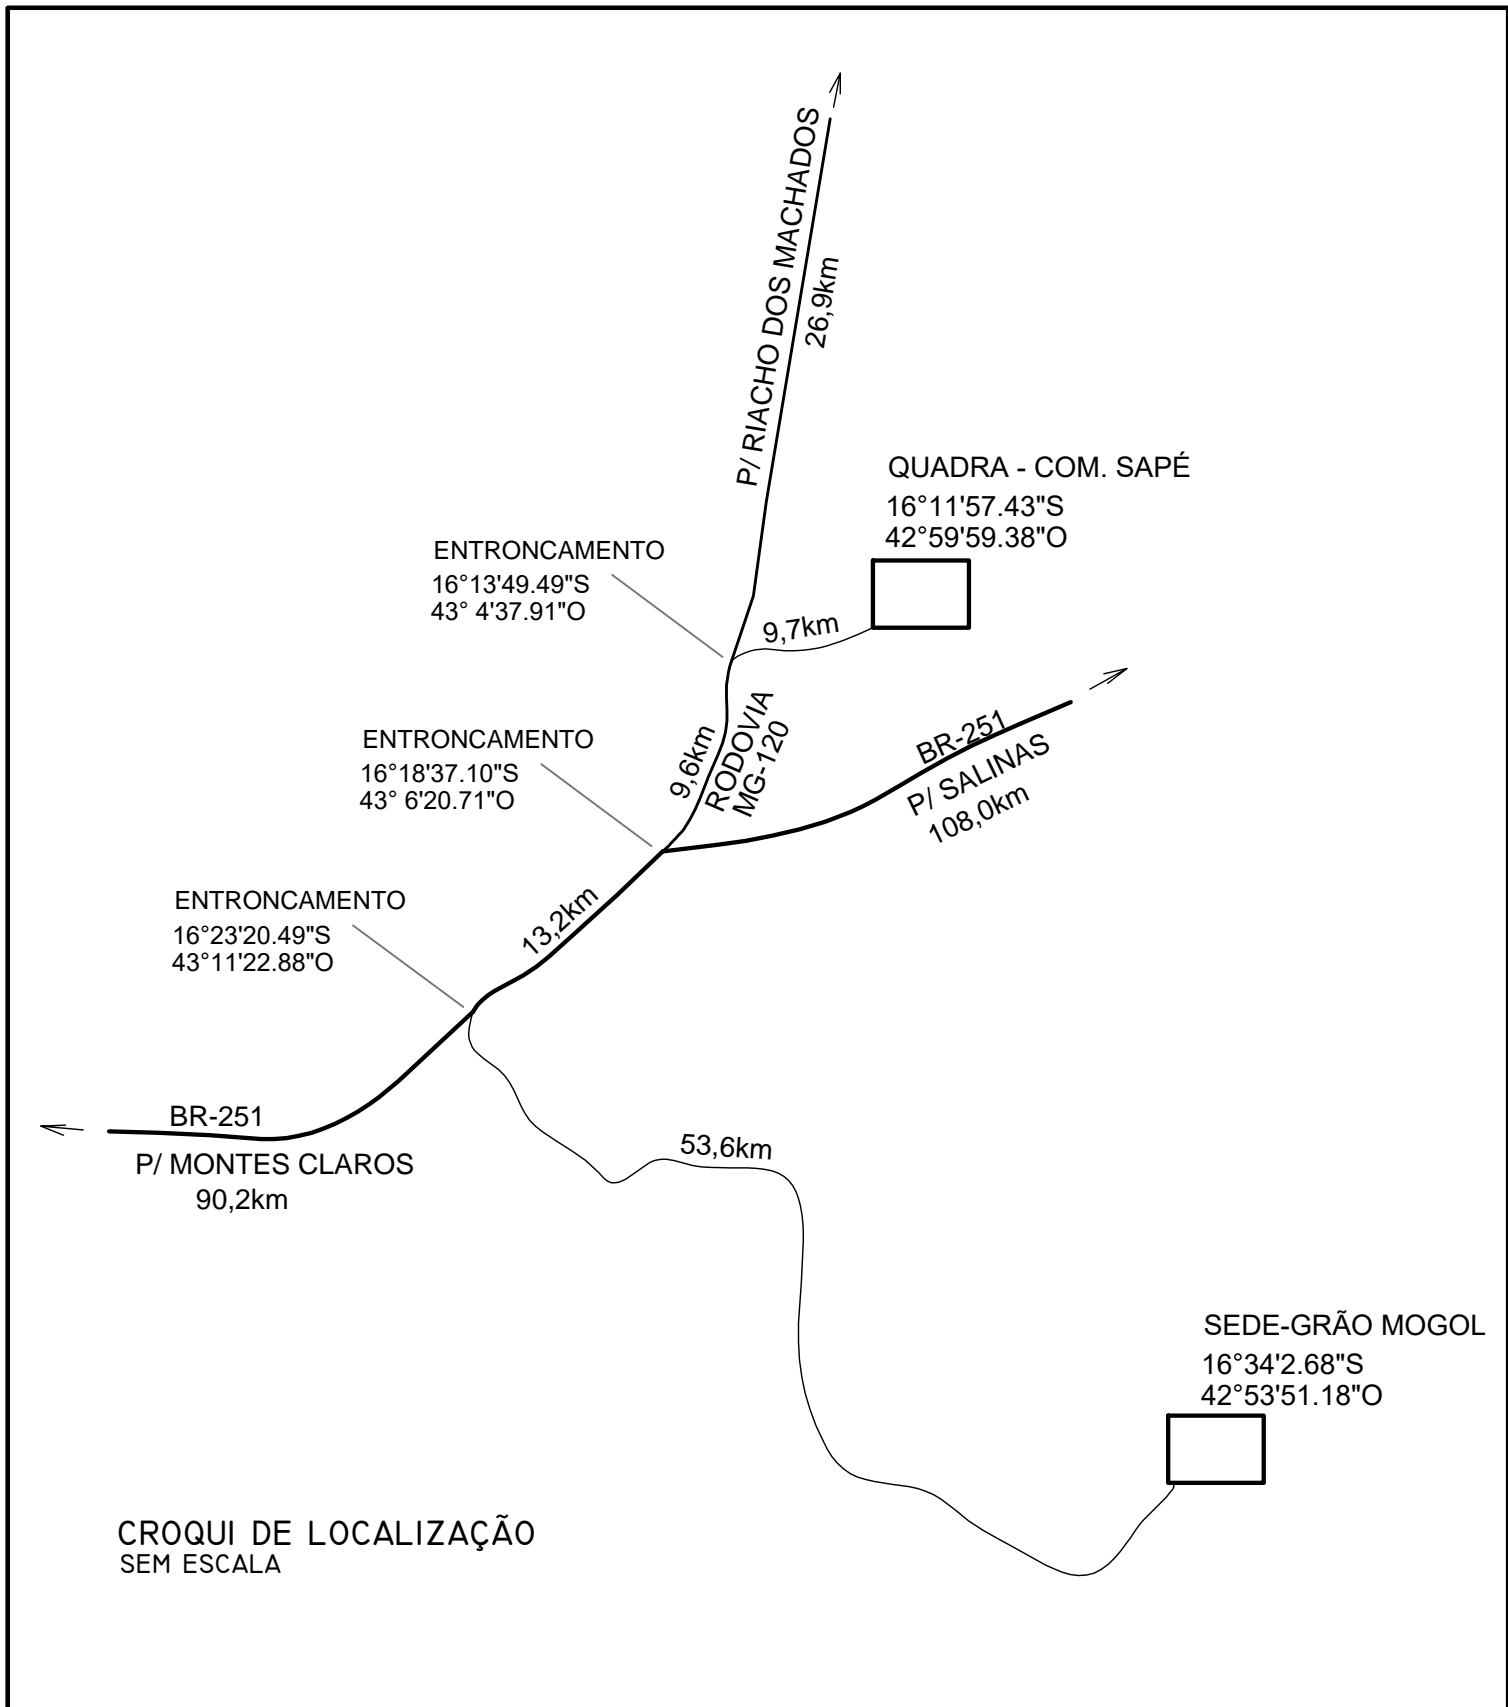 P/ RIACHO DOS MACHADOS
26,9km
QUADRA - COM. SAPÉ
16°11'57.43"S
42°59'59.38"O
ENTRONCAMENTO
16°13'49.49"S
43° 4'37.91"O
9,7km
ENTRONCAMENTO
16°18'37.10"S
43° 6'20.71"O
9,6km
RODOVIA
MG-120
BR-251
P/ SALINAS
108,0km
ENTRONCAMENTO
16°23'20.49"S
43°11'22.88"O
13,2km
BR-251
P/ MONTES CLAROS
90,2km
53,6km
SEDE-GRÃO MOGOL
16°34'2.68"S
42°53'51.18"O
CROQUI DE LOCALIZAÇÃO
SEM ESCALA